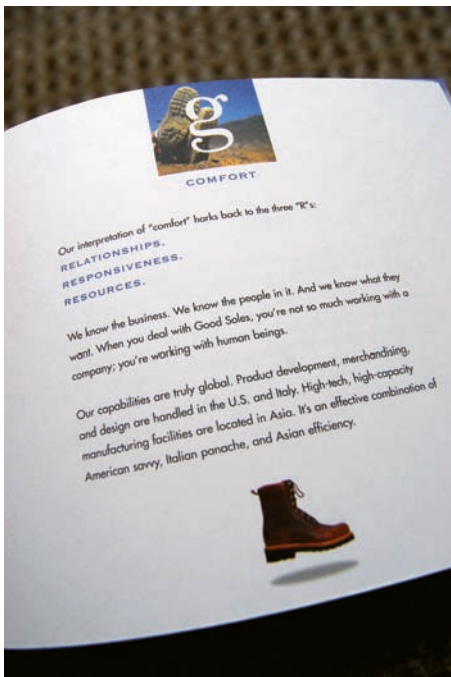 g
COMFORT
Our interpretation of "comfort" harks back to the three "R"s:
RELATIONSHIPS.
RESPONSIVENESS.
RESOURCES.
We know the business. We know the people in it. And we know what they
want. When you deal with Good Soles, you're not so much working with a
company; you're working with human beings.
Our capabilities are truly global. Product development, merchandising,
and design are handled in the U.S. and Italy. High-tech, high-capacity
manufacturing facilities are located in Asia. It's an effective combination of
American savvy, Italian panache, and Asian efficiency.